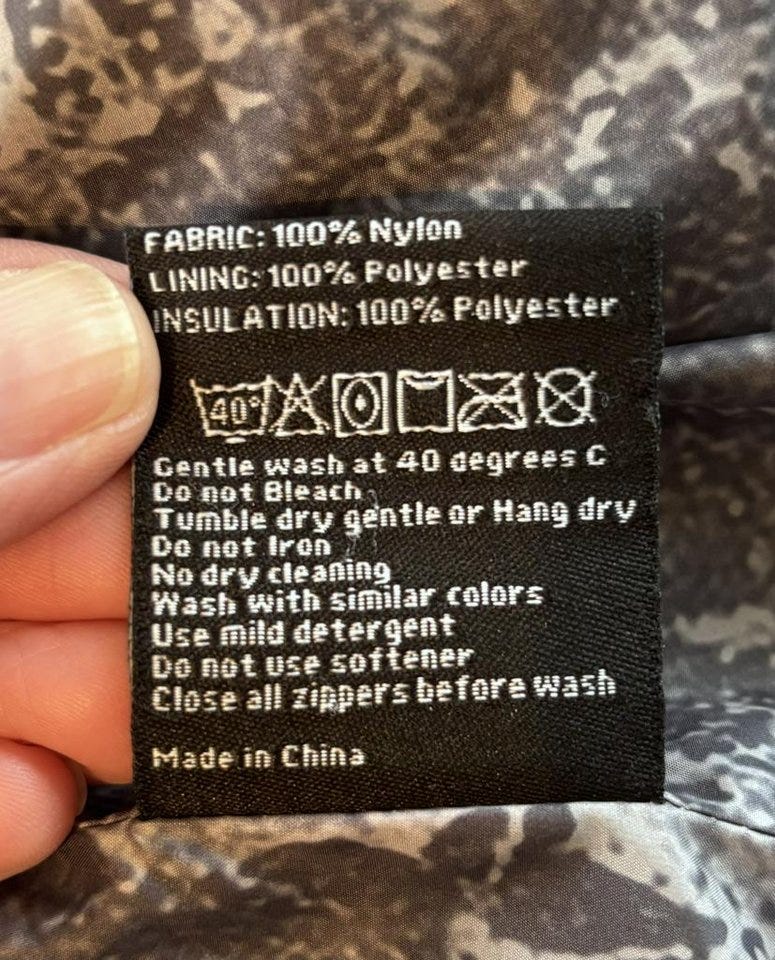 FABRIC: 100% Nylon
LINING: 100% Polyester
INSULATION: 100% Polyester
40°
Gentle wash at 40 degrees C
Do not Bleach
Tumble dry gentle or Hang dry
Do not Iron
No dry cleaning
Wash with similar colors
Use mild detergent
Do not use softener
Close all zippers before wash
Made in China